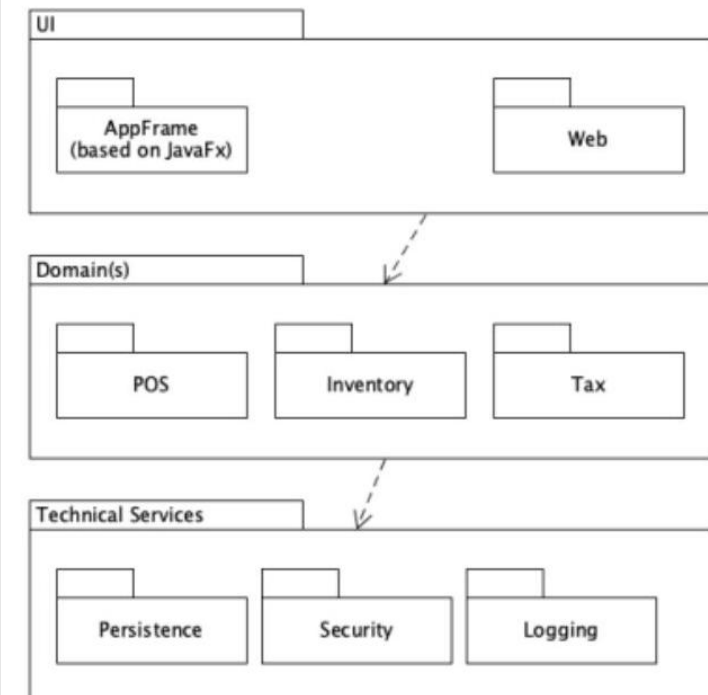 UI
AppFrame
(based on JavaFx)
Web
Domain(s)
POS
Inventory
Tax
Technical Services
Persistence
Security
Logging